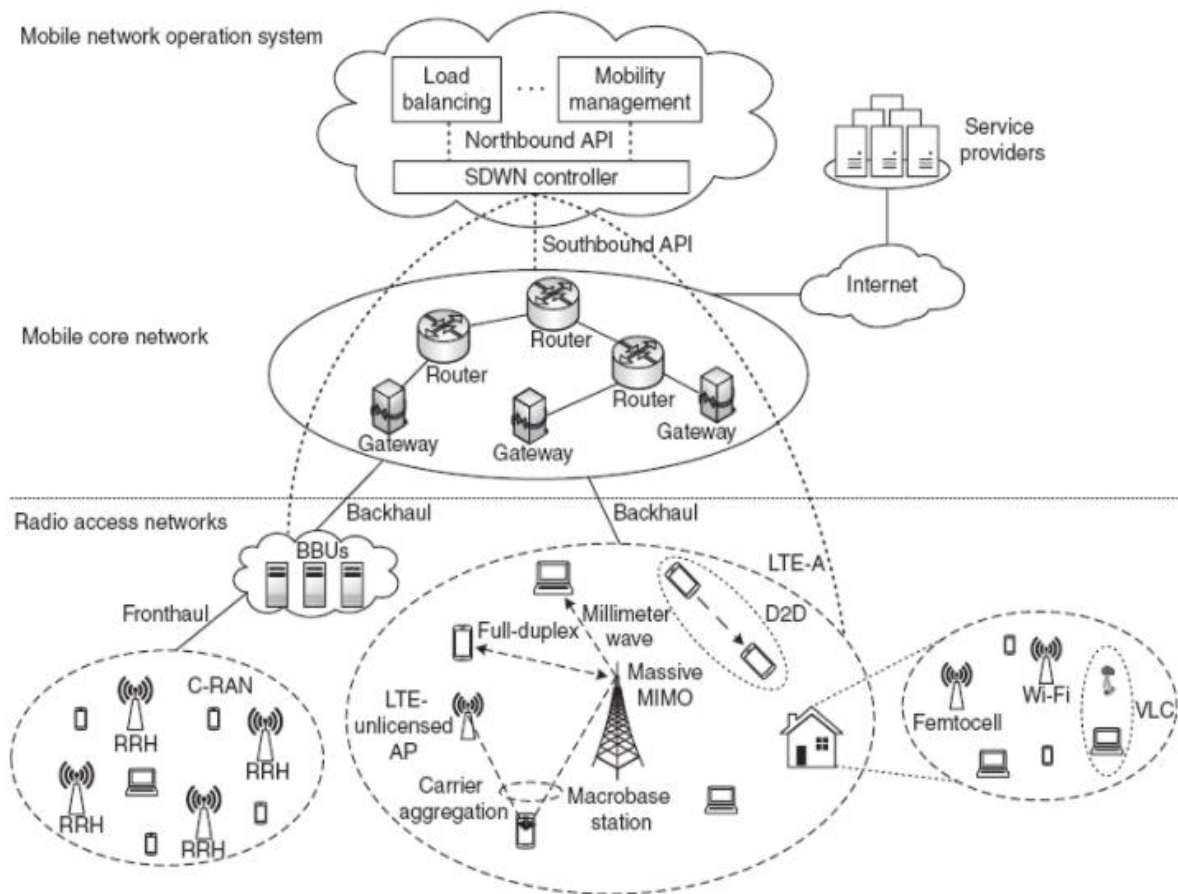 Mobile network operation system
Load
balancing
...
Mobility
management
Northbound API
SDWN controller
Service
providers
Southbound API
Internet
Mobile core network
Router
Router
Router
Gateway
Gateway
Gateway
Radio access networks
Backhaul
Backhaul
BBUs
LTE-A
Fronthaul
D2D
Millimeter
wave
Full-duplex
C-RAN
Massive
MIMO
LTE-
unlicensed
AP
Wi-Fi
Femtocell
VLC
RRH
RRH
RRH
RRH
Carrier
aggregation
Macrobase
station